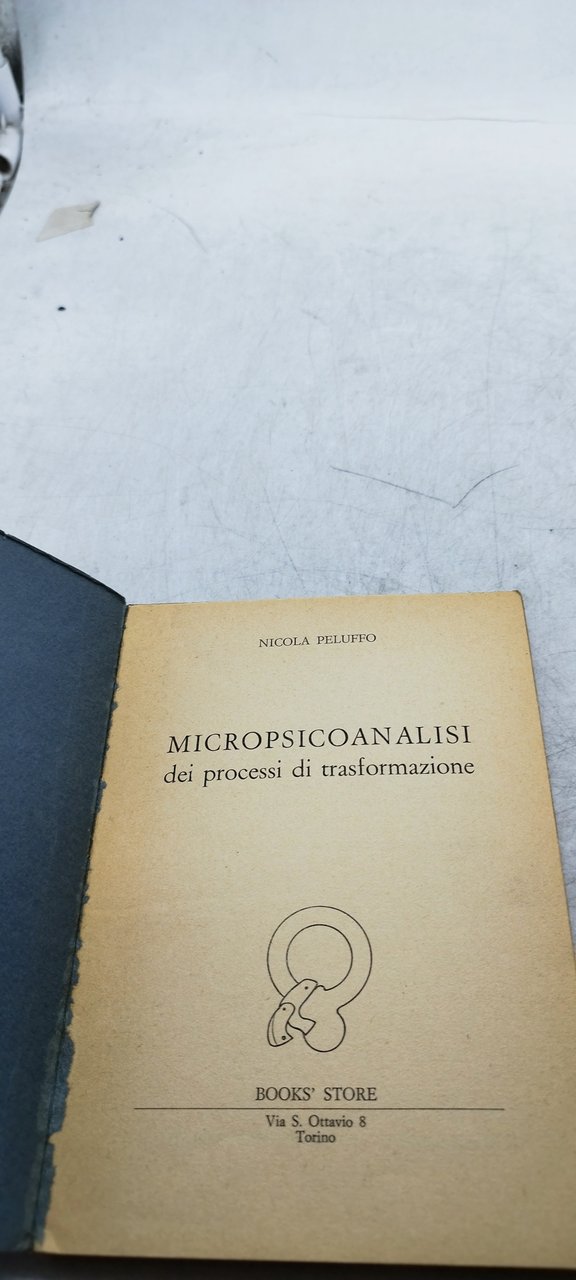 NICOLA PELUFFO
MICROPSICOANALISI
dei processi di trasformazione
BOOKS' STORE
Via S. Ottavio 8
Torino